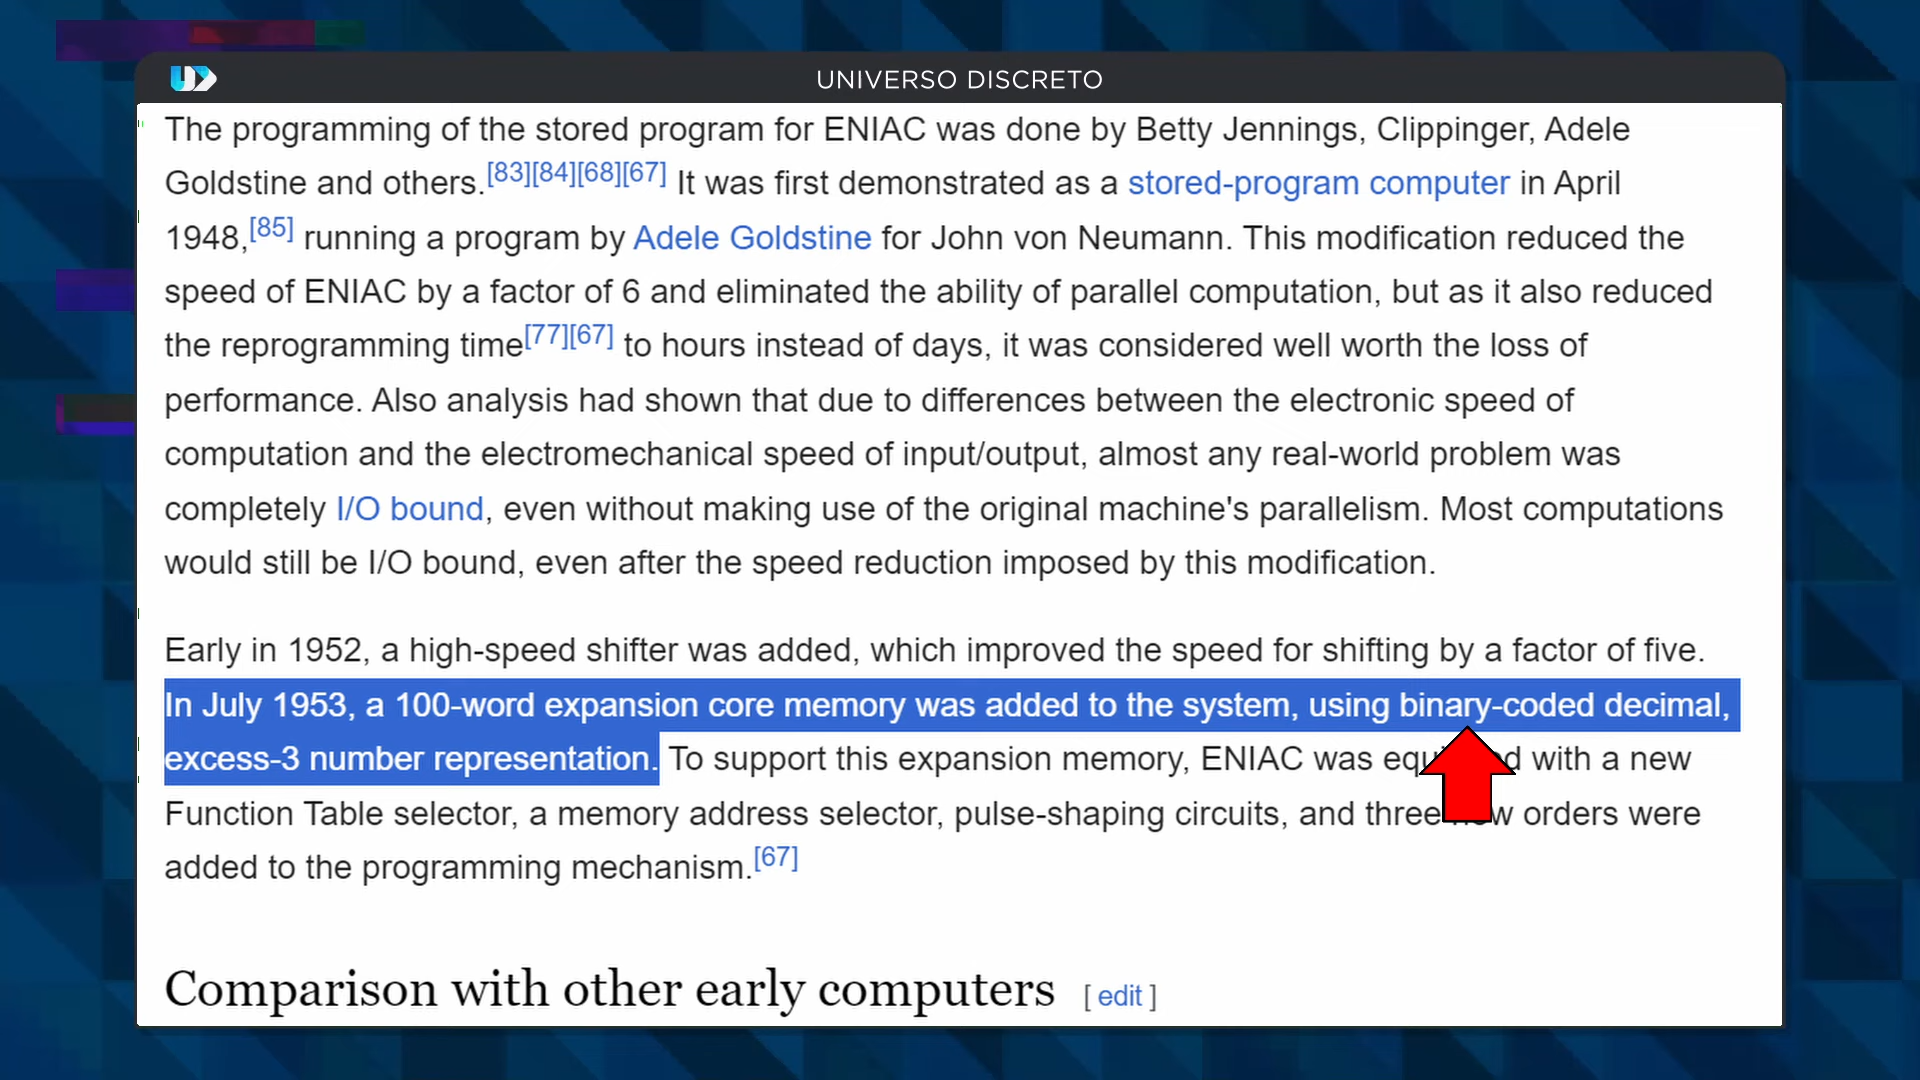 UNIVERSO DISCRETO
The programming of the stored program for ENIAC was done by Betty Jennings, Clippinger, Adele
Goldstine and others.[83][84][68][67] It was first demonstrated as a stored-program computer in April
1948,[85] running a program by Adele Goldstine for John von Neumann. This modification reduced the
speed of ENIAC by a factor of 6 and eliminated the ability of parallel computation, but as it also reduced
the reprogramming time[77][67] to hours instead of days, it was considered well worth the loss of
performance. Also analysis had shown that due to differences between the electronic speed of
computation and the electromechanical speed of input/output, almost any real-world problem was
completely I/O bound, even without making use of the original machine's parallelism. Most computations
would still be I/O bound, even after the speed reduction imposed by this modification.
Early in 1952, a high-speed shifter was added, which improved the speed for shifting by a factor of five.
In July 1953, a 100-word expansion core memory was added to the system, using binary-coded decimal,
excess-3 number representation. To support this expansion memory, ENIAC was with a new
Function Table selector, a memory address selector, pulse-shaping circuits, and three orders were
added to the programming mechanism.[67]
Comparison with other early computers [ edit ]